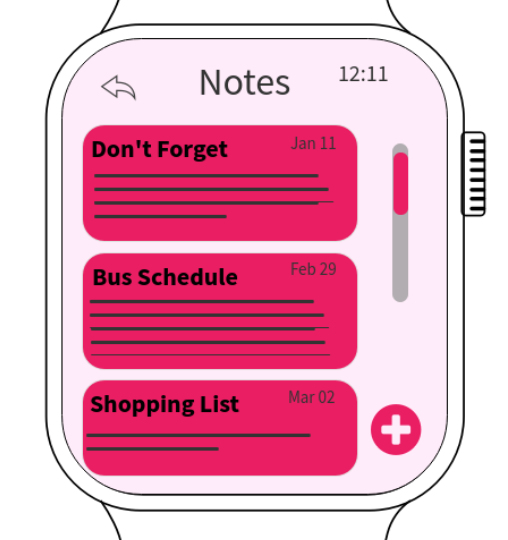 Notes
12:11
Don't Forget
Jan 11
Bus Schedule
Feb 29
Shopping List
Mar 02